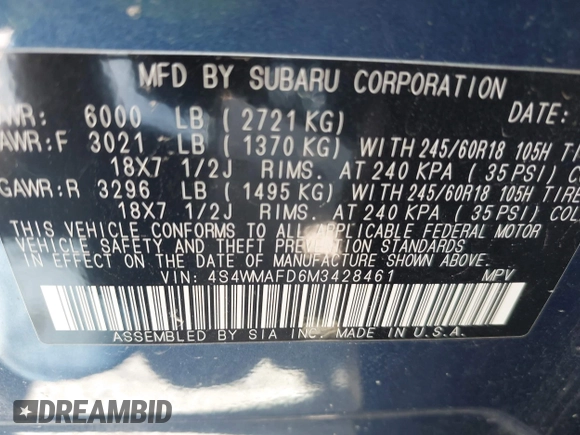 MFD BY SUBARU CORPORATION
WR: 6000 LB ( 2721 KG) DATE:
AWR:F 3021 LB ( 1370 KG) WITH 245/60R18 105H TI
18X7 1/2J RIMS. AT 240 KPA ( 35 PSI) C
GAWR:R 3296 LB ( 1495 KG) WITH 245/60R18 105H TIRE
18X7 1/2J RIMS. AT 240 KPA ( 35 PSI) COL
THIS VEHICLE CONFORMS TO ALL APPLICABLE FEDERAL MOTOR
VEHICLE SAFETY AND THEFT PREVENTION STANDARDS
IN EFFECT ON THE DATE OF MANUFACTURE SHOWN ABOVE.
VIN: 4S4WMAFD6M3428461 MPV
ASSEMBLED BY SIA INC. MADE IN U.S.A.
DREAMBID